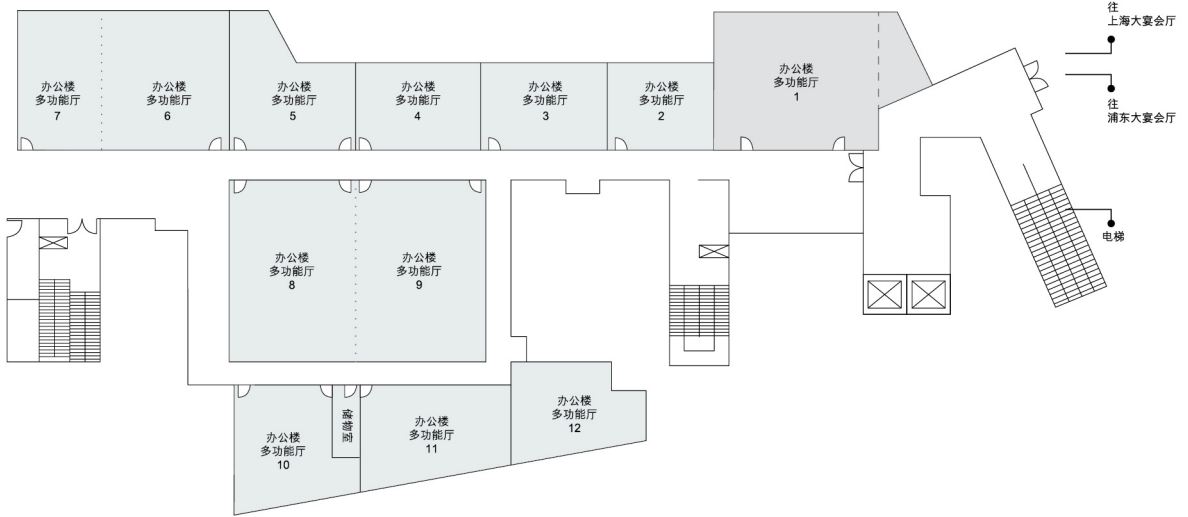 往
上海大宴会厅
往
浦东大宴会厅
电梯
办公楼
多功能厅
7
办公楼
多功能厅
6
办公楼
多功能厅
5
办公楼
多功能厅
4
办公楼
多功能厅
3
办公楼
多功能厅
2
办公楼
多功能厅
1
办公楼
多功能厅
8
办公楼
多功能厅
9
办公楼
多功能厅
10
储物室
办公楼
多功能厅
11
办公楼
多功能厅
12